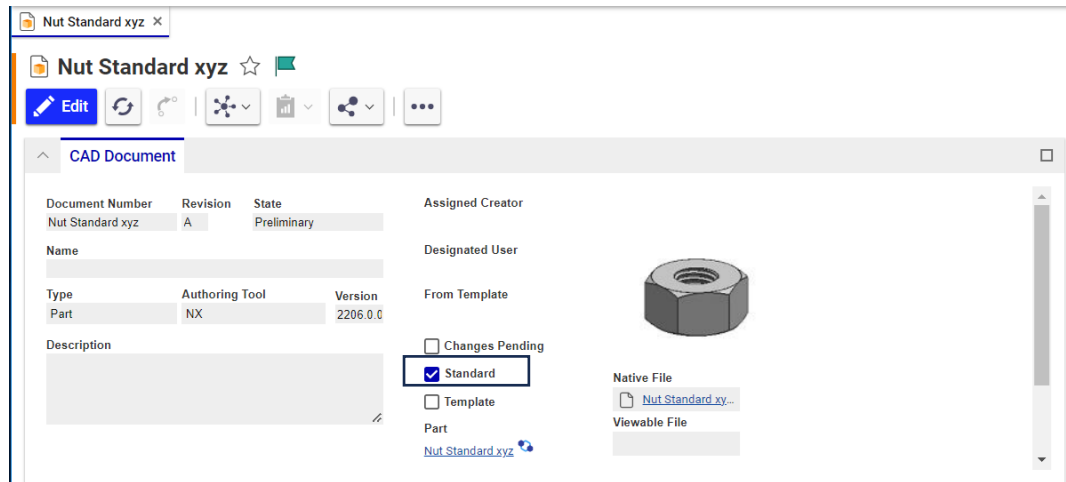 Nut Standard xyz
Nut Standard xyz
Edit
CAD Document
Document Number Revision State
Nut Standard xyz A Preliminary
Name
Type Authoring Tool Version
Part NX 2206.0.0
Description
Assigned Creator
Designated User
From Template
Changes Pending
Standard
Template
Part
Nut Standard xyz
Native File
Nut Standard xy...
Viewable File